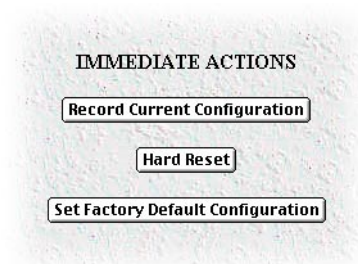 IMMEDIATE ACTIONS
Record Current Configuration
Hard Reset
Set Factory Default Configuration